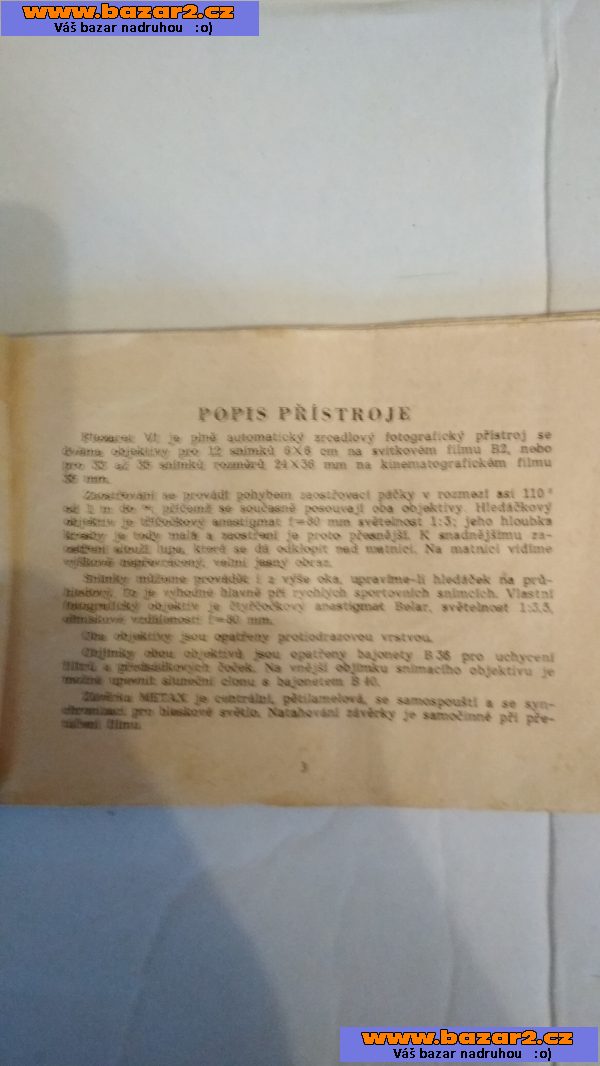 www.bazar2.cz
Váš bazar nadruhou :o)
POPIS PŘÍSTROJE
Flexaret VI. je plně automatický zrcadlový fotografický přístroj se
dvěma objektivy pro 12 snímků 6×6 cm na svitkovém filmu B2, nebo
pro 35 až 38 snímků rozměrů 24×36 mm na kinematografickém filmu
35 mm.
Zaostřování se provádí pohybem zaostřovací páčky v rozmezí asi 110°
od 1 m do ∞, přičemž se současně posouvají oba objektivy. Hledáčkový
objektiv je tříčočkový anastigmat f=80 mm světelnost 1:3; jeho hloubka
kresby je tudy malá a zaostření je proto přesnější. K snadnějšímu za-
ostření slouží lupa, která se dá odklopit nad matnicí. Na matnici vidíme
výškově nepřevrácený, velmi jasný obraz.
Snímky můžeme provádět i z výše oka, upravíme-li hledáček na prů-
hledový. To je výhodné hlavně při rychlých sportovních snímcích. Vlastní
fotografický objektiv je čtyřčočkový anastigmat Belar, světelnost 1:3,5,
ohniskové vzdálenosti f=80 mm.
Oba objektivy jsou opatřeny protiodrazovou vrstvou.
Objímky obou objektivů jsou opatřeny bajonety B 36 pro uchycení
filtrů a předsádkových čoček. Na vnější objímku snímacího objektivu je
možné upevnit sluneční clonu s bajonetem B 40.
Závěrka METAX je centrální, pětilamelová, se samospouští a se syn-
chronizací pro bleskové světlo. Natahování závěrky je samočinné při pře-
táčení filmu.
3
www.bazar2.cz
Váš bazar nadruhou :o)